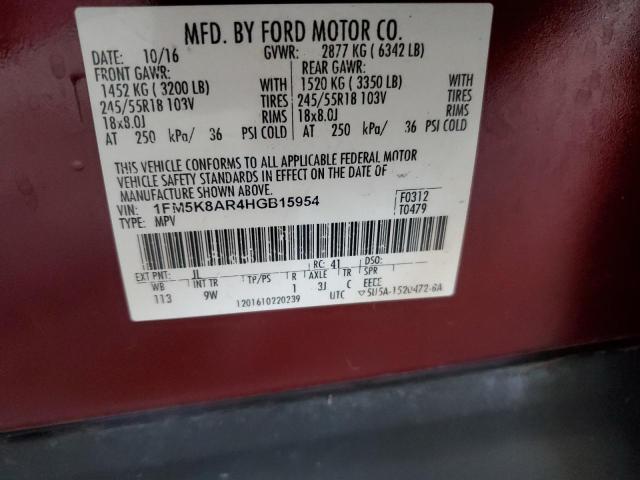 MFD. BY FORD MOTOR CO.
DATE: 10/16 GVWR: 2877 KG ( 6342 LB)
FRONT GAWR: REAR GAWR:
1452 KG ( 3200 LB) WITH 1520 KG ( 3350 LB) WITH
245/55R18 103V TIRES 245/55R18 103V TIRES
18x8.0J RIMS 18x8.0J RIMS
AT 250 kPa/ 36 PSI COLD AT 250 kPa/ 36 PSI COLD
THIS VEHICLE CONFORMS TO ALL APPLICABLE FEDERAL MOTOR
VEHICLE SAFETY STANDARDS IN EFFECT ON THE DATE OF
MANUFACTURE SHOWN ABOVE.
VIN: 1FM5K8AR4HGB15954 F0312
TYPE: MPV T0479
EXT PNT: JL RC: 41 DSO:
WB INT TR TP/PS R AXLE TR SPR
113 9W 1 3J C EECE
1201610220239 UTC 5U5A-1520472-GA